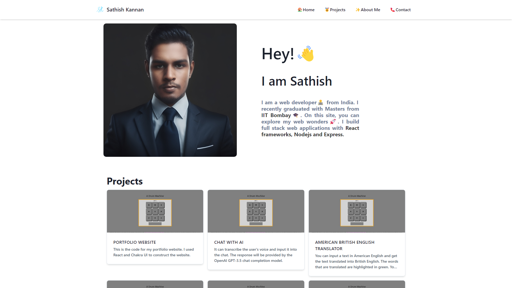 Sathish Kannan
Home Projects About Me Contact
Hey!
I am Sathish
I am a web developer from India. I
recently graduated with Masters from
IIT Bombay. On this site, you can
explore my web wonders. I build
full stack web applications with React
frameworks, Nodejs and Express.
Projects
PORTFOLIO WEBSITE
This is the code for my portfolio website. I used
React and Chakra UI to construct the website.
CHAT WITH AI
It can transcribe the user's voice and input it into
the chat. The response will be provided by the
OpenAI GPT-3.5 chat completion model.
AMERICAN BRITISH ENGLISH
TRANSLATOR
You can input a text in American English and get
the text translated into British English. The words
that are translated are highlighted in green. Yo...